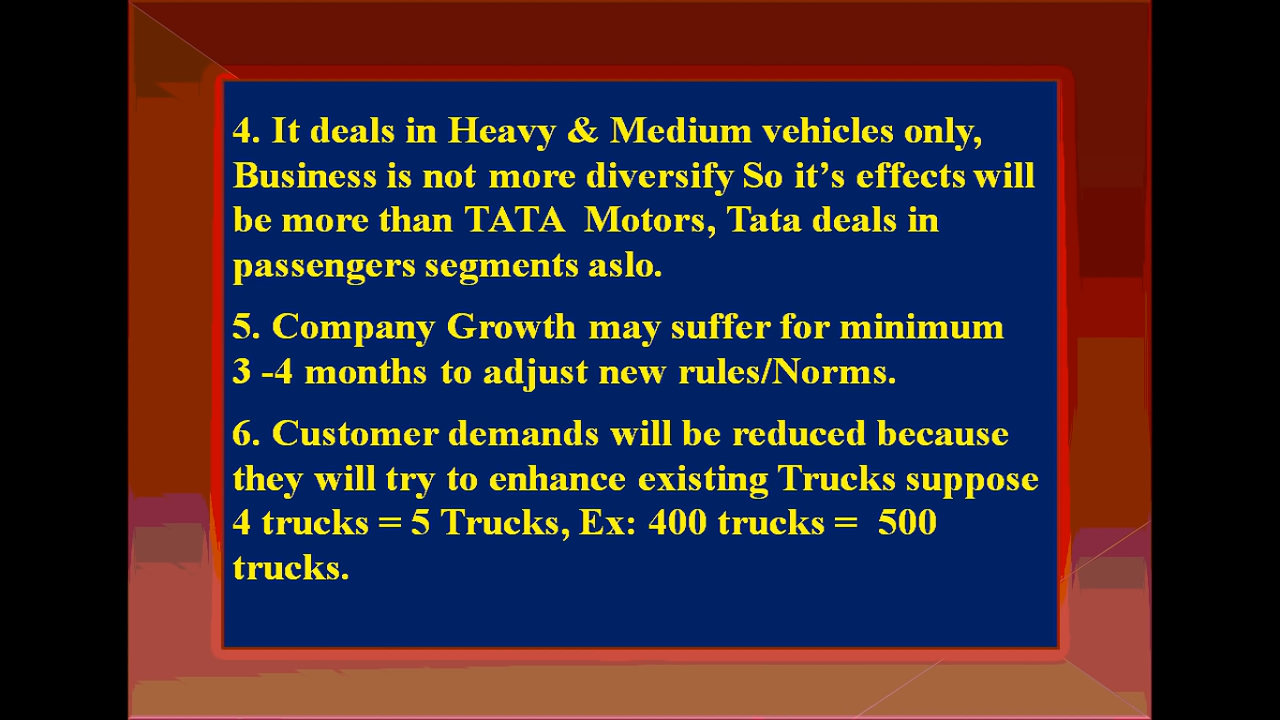 4. It deals in Heavy & Medium vehicles only,
Business is not more diversify So it’s effects will
be more than TATA  Motors, Tata deals in
passengers segments aslo.
5. Company Growth may suffer for minimum
3 -4 months to adjust new rules/Norms.
6. Customer demands will be reduced because
they will try to enhance existing Trucks suppose
4 trucks = 5 Trucks, Ex: 400 trucks =  500
trucks.